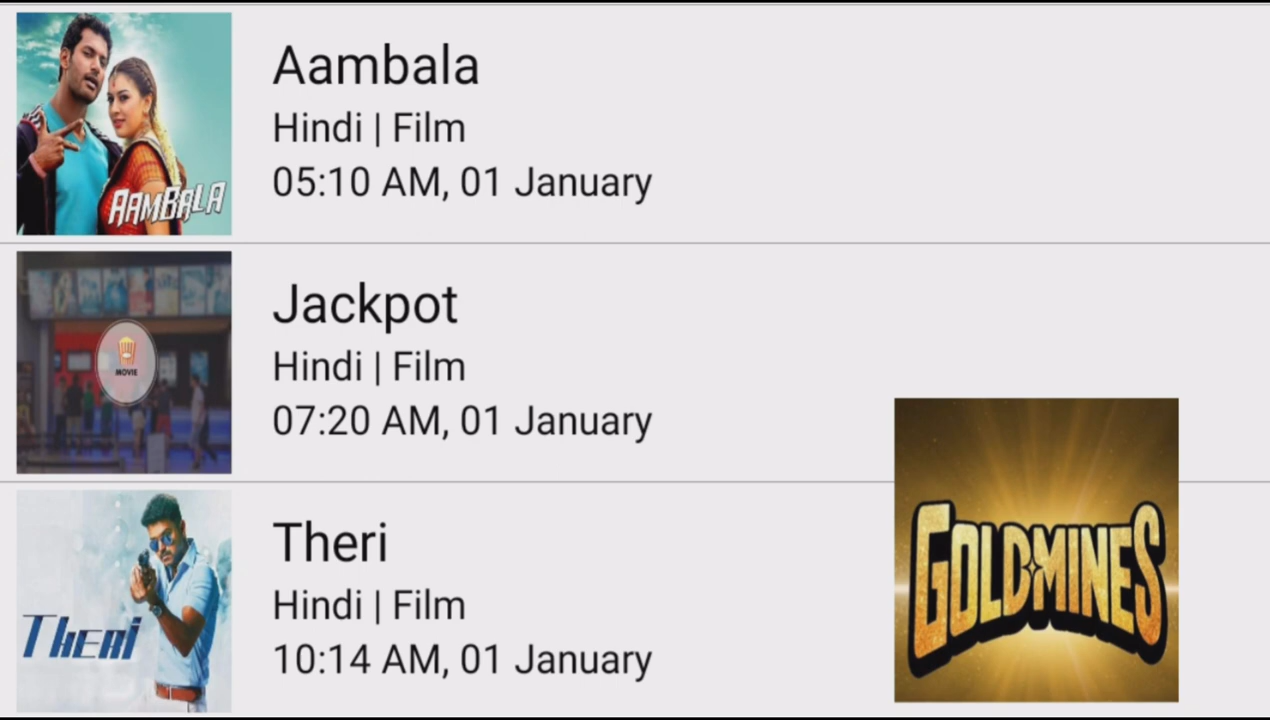 AAMBALA
Aambala
Hindi | Film
05:10 AM, 01 January
MOVIE
Jackpot
Hindi | Film
07:20 AM, 01 January
THERI
Theri
Hindi | Film
10:14 AM, 01 January
GOLDMINES